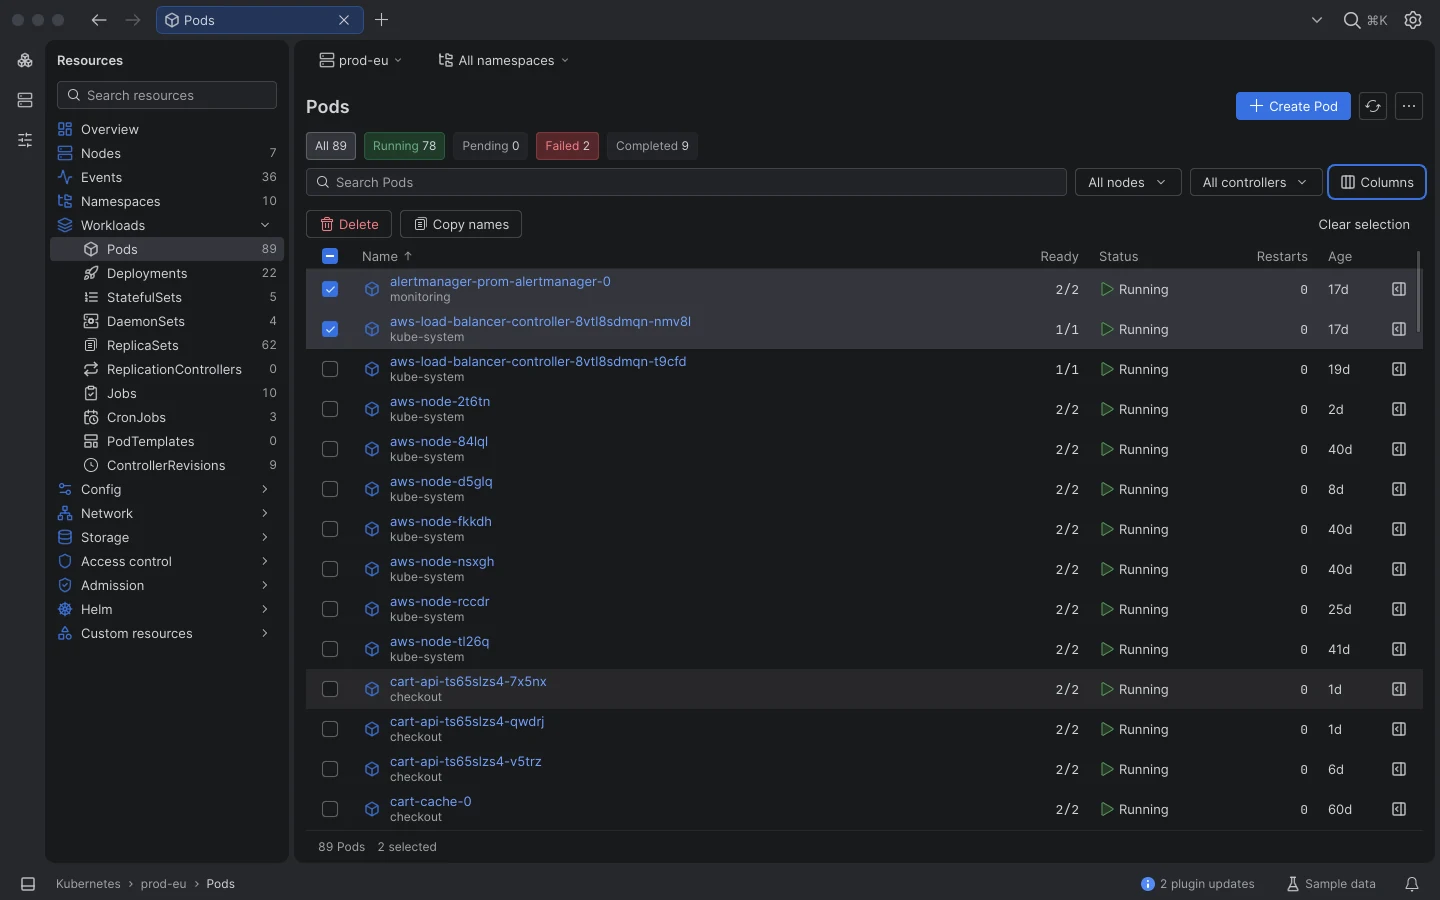 Pods
⌘K
Resources
prod-eu
All namespaces
Search resources
Overview
Nodes 7
Events 36
Namespaces 10
Workloads
Pods 89
Deployments 22
StatefulSets 5
DaemonSets 4
ReplicaSets 62
ReplicationControllers 0
Jobs 10
CronJobs 3
PodTemplates 0
ControllerRevisions 9
Config
Network
Storage
Access control
Admission
Helm
Custom resources
Pods
Create Pod
All 89 Running 78 Pending 0 Failed 2 Completed 9
Search Pods All nodes All controllers Columns
Delete Copy names Clear selection
Name ↑ Ready Status Restarts Age
alertmanager-prom-alertmanager-0
monitoring
2/2 Running 0 17d
aws-load-balancer-controller-8vtl8sdmqn-nmv8l
kube-system
1/1 Running 0 17d
aws-load-balancer-controller-8vtl8sdmqn-t9cfd
kube-system
1/1 Running 0 19d
aws-node-2t6tn
kube-system
2/2 Running 0 2d
aws-node-84lql
kube-system
2/2 Running 0 40d
aws-node-d5glq
kube-system
2/2 Running 0 8d
aws-node-fkkdh
kube-system
2/2 Running 0 40d
aws-node-nsxgh
kube-system
2/2 Running 0 40d
aws-node-rccdr
kube-system
2/2 Running 0 25d
aws-node-tl26q
kube-system
2/2 Running 0 41d
cart-api-ts65slzs4-7x5nx
checkout
2/2 Running 0 1d
cart-api-ts65slzs4-qwdrj
checkout
2/2 Running 0 1d
cart-api-ts65slzs4-v5trz
checkout
2/2 Running 0 6d
cart-cache-0
checkout
2/2 Running 0 60d
89 Pods 2 selected
Kubernetes › prod-eu › Pods
2 plugin updates
Sample data